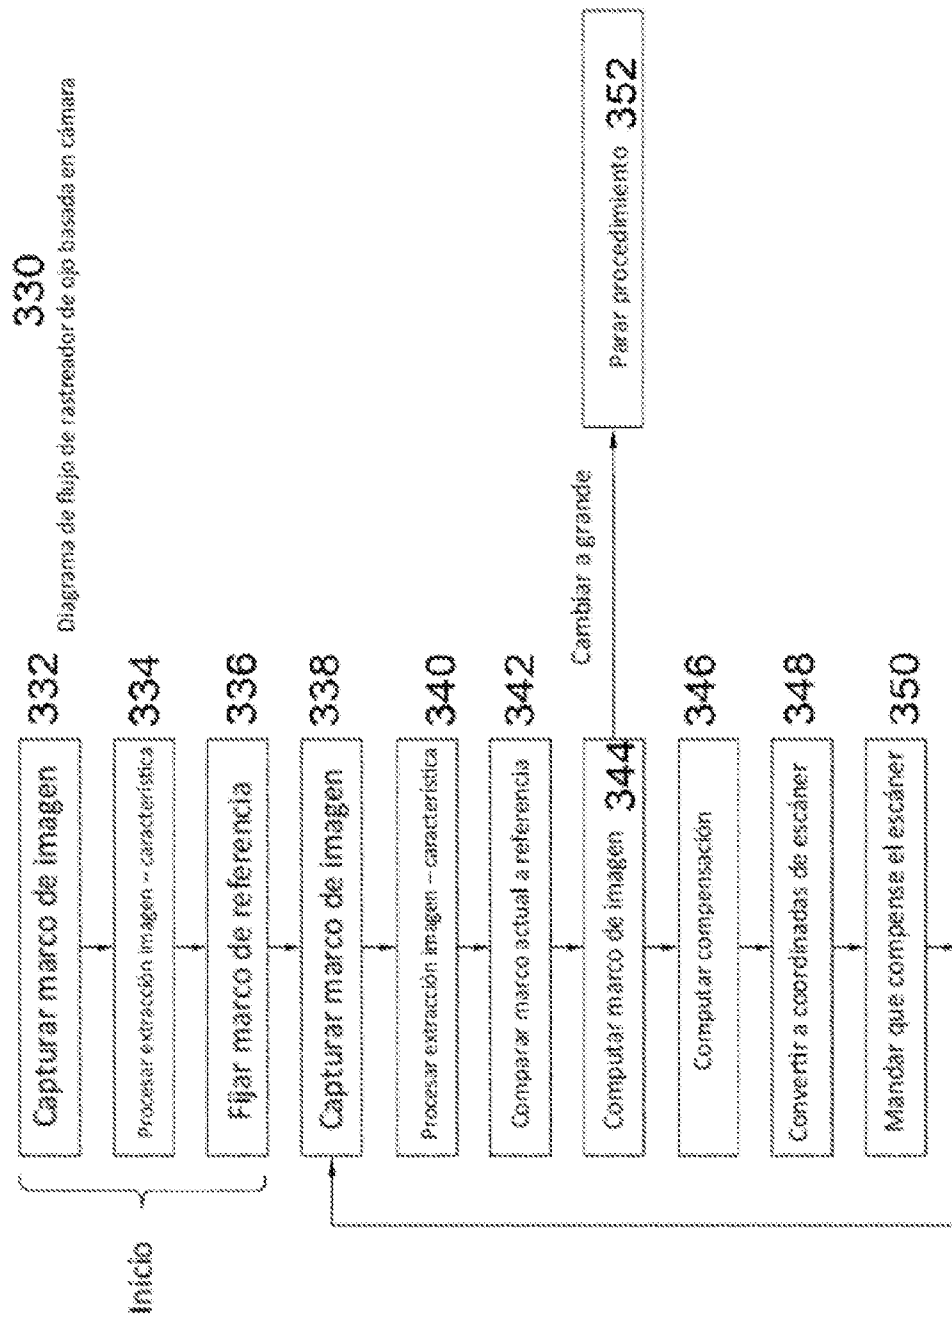 330
Diagrama de flujo de rastreador de ojo basada en cámara
Inicio
Capturar marco de imagen 332
Procesar extracción imagen – característica 334
Fijar marco de referencia 336
Capturar marco de imagen 338
Procesar extracción imagen – característica 340
Comparar marco actual a referencia 342
Computar marco de imagen 344
Cambiar a grande
Parar procedimiento 352
Computar compensación 346
Convertir a coordinadas de escáner 348
Mandar que compense el escáner 350